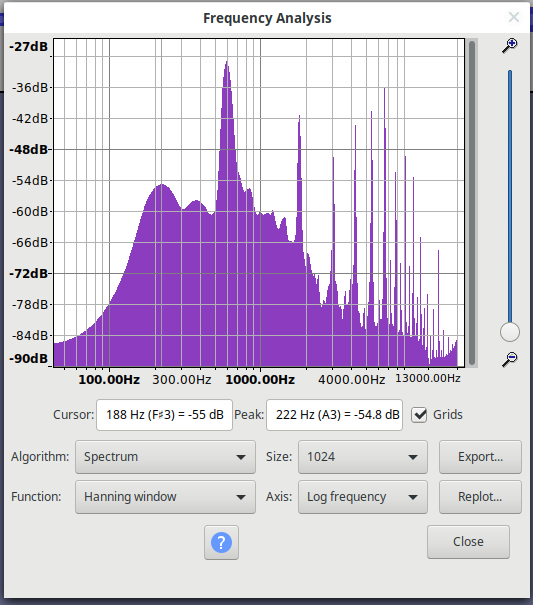 Frequency Analysis
-27dB
-36dB
-42dB
-48dB
-54dB
-60dB
-66dB
-72dB
-78dB
-84dB
-90dB
100.00Hz 300.00Hz 1000.00Hz 4000.00Hz 13000.00Hz
Cursor: 188 Hz (F♯3) = -55 dB Peak: 222 Hz (A3) = -54.8 dB Grids
Algorithm: Spectrum Size: 1024 Export...
Function: Hanning window Axis: Log frequency Replot...
? Close